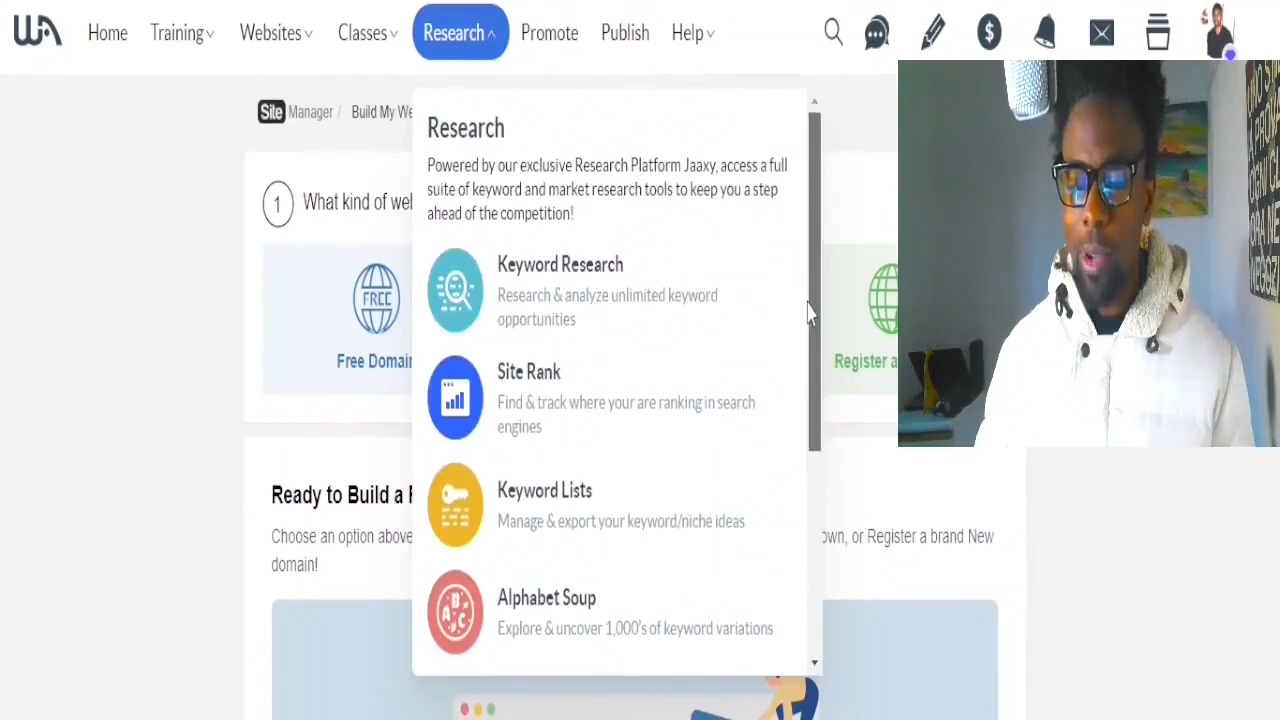 WA Home Training Websites Classes Research Promote Publish Help
Site Manager / Build My We
Research
Powered by our exclusive Research Platform Jaaxy, access a full
suite of keyword and market research tools to keep you a step
ahead of the competition!
1 What kind of we
FREE
Free Domai
Register a
Keyword Research
Research & analyze unlimited keyword
opportunities
Site Rank
Find & track where your are ranking in search
engines
Keyword Lists
Manage & export your keyword/niche ideas
A B C
Alphabet Soup
Explore & uncover 1,000's of keyword variations
Ready to Build a
Choose an option above
own, or Register a brand New
domain!
OGNI